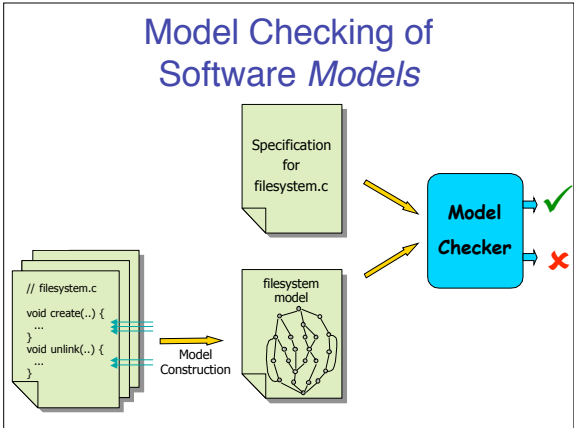 Model Checking of
Software Models
Specification
for
filesystem.c
Model
Checker
// filesystem.c
void create(..) {
...
}
void unlink(..) {
...
}
Model
Construction
filesystem
model